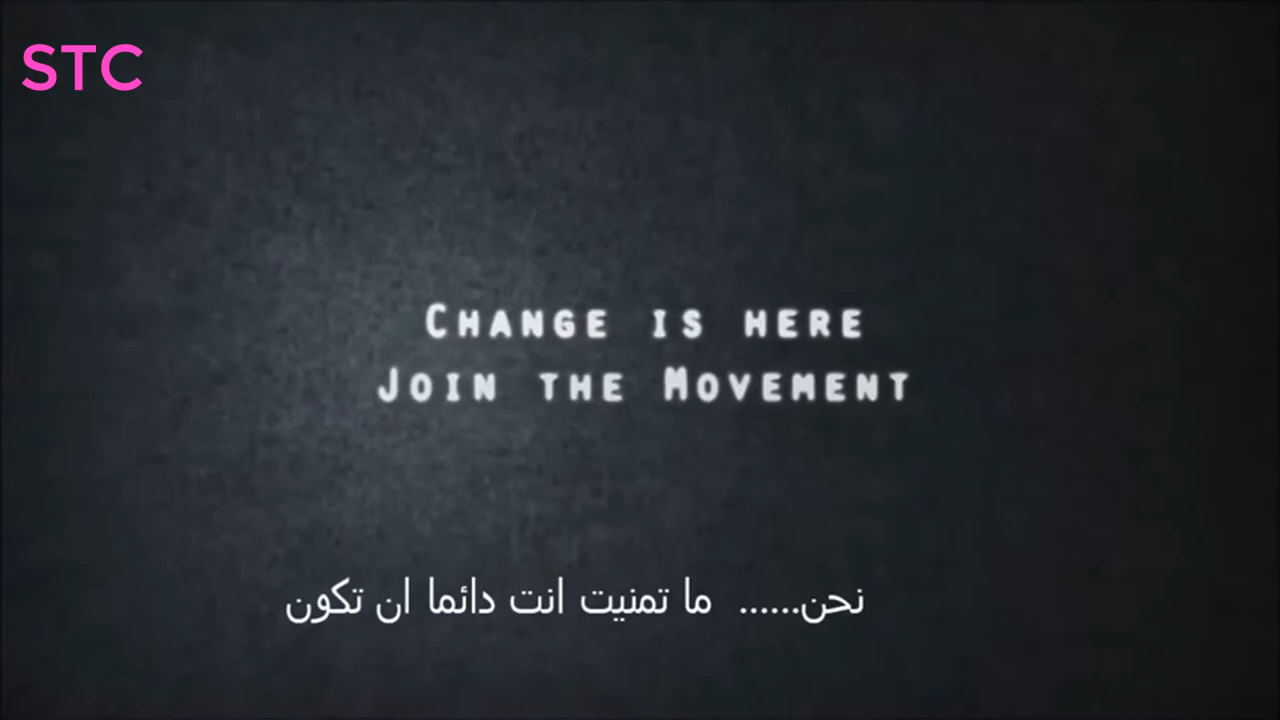 STC
Change is here
Join the Movement
نحن...... ما تمنيت انت دائما ان تكون